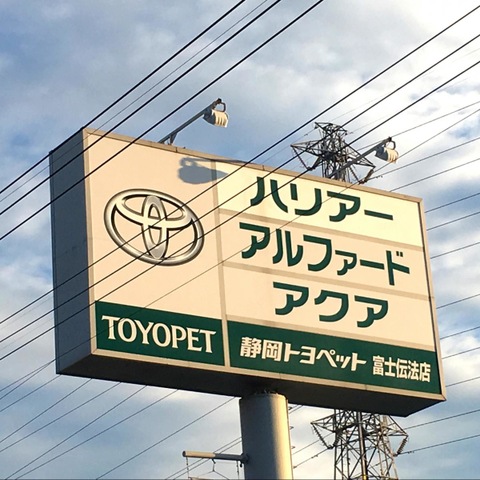 ハリアー
アルファード
アクア
TOYOPET
静岡トヨペット 富士伝法店